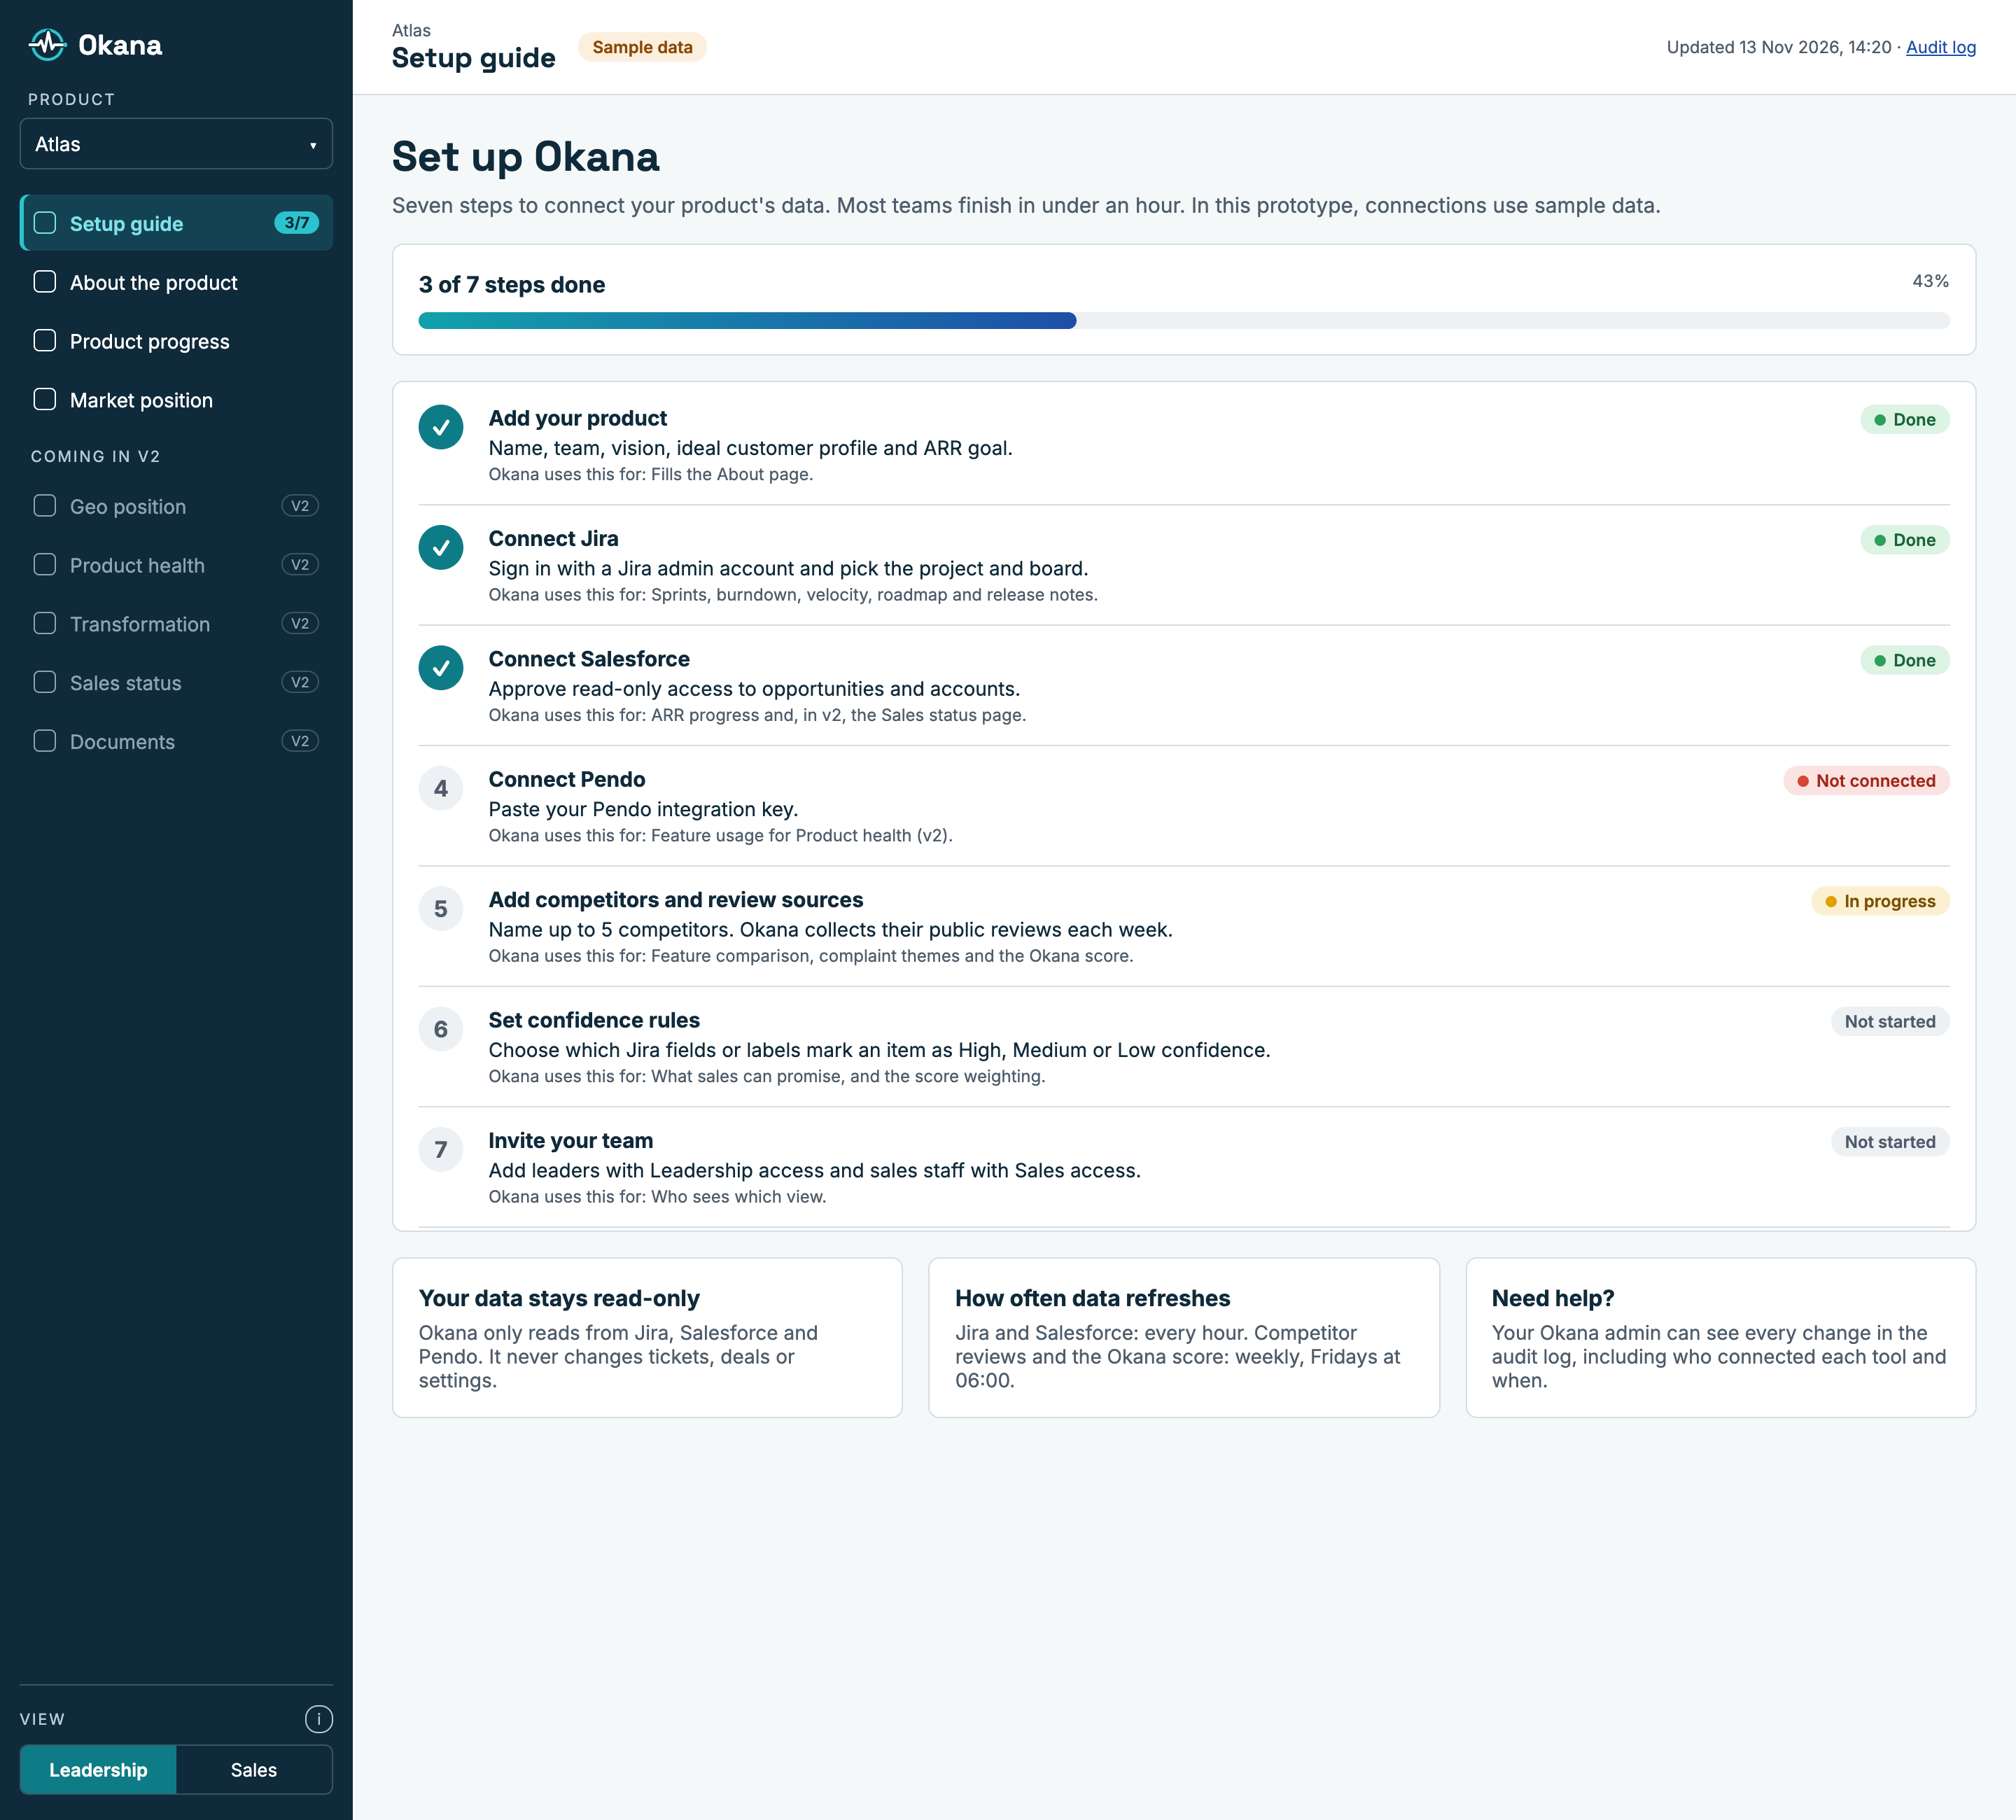 Okana
PRODUCT
Atlas
Setup guide 3/7
About the product
Product progress
Market position
COMING IN V2
Geo position V2
Product health V2
Transformation V2
Sales status V2
Documents V2
VIEW i
Leadership Sales
Atlas
Setup guide Sample data
Updated 13 Nov 2026, 14:20 · Audit log
Set up Okana
Seven steps to connect your product's data. Most teams finish in under an hour. In this prototype, connections use sample data.
3 of 7 steps done 43%
Add your product Done
Name, team, vision, ideal customer profile and ARR goal.
Okana uses this for: Fills the About page.
Connect Jira Done
Sign in with a Jira admin account and pick the project and board.
Okana uses this for: Sprints, burndown, velocity, roadmap and release notes.
Connect Salesforce Done
Approve read-only access to opportunities and accounts.
Okana uses this for: ARR progress and, in v2, the Sales status page.
4 Connect Pendo Not connected
Paste your Pendo integration key.
Okana uses this for: Feature usage for Product health (v2).
5 Add competitors and review sources In progress
Name up to 5 competitors. Okana collects their public reviews each week.
Okana uses this for: Feature comparison, complaint themes and the Okana score.
6 Set confidence rules Not started
Choose which Jira fields or labels mark an item as High, Medium or Low confidence.
Okana uses this for: What sales can promise, and the score weighting.
7 Invite your team Not started
Add leaders with Leadership access and sales staff with Sales access.
Okana uses this for: Who sees which view.
Your data stays read-only
Okana only reads from Jira, Salesforce and
Pendo. It never changes tickets, deals or
settings.
How often data refreshes
Jira and Salesforce: every hour. Competitor
reviews and the Okana score: weekly, Fridays at
06:00.
Need help?
Your Okana admin can see every change in the
audit log, including who connected each tool and
when.